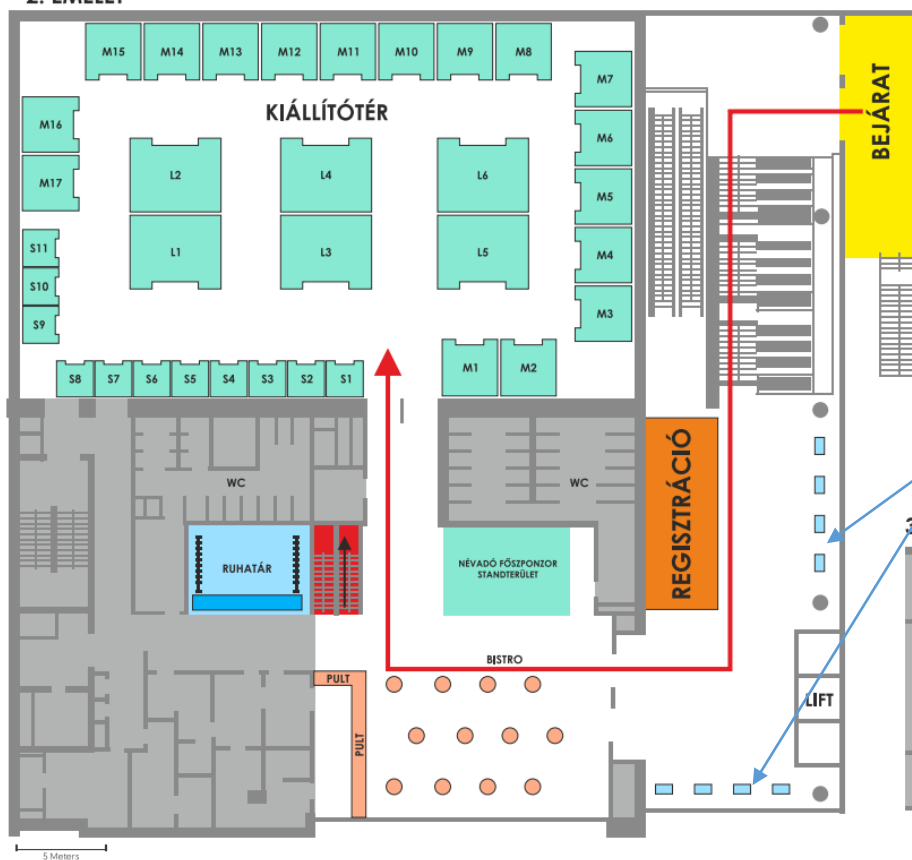 2. EMELET
M15 M14 M13 M12 M11 M10 M9 M8
M7
M6
M5
M4
M3
KIÁLLÍTÓTÉR
BEJÁRAT
M16
M17
L2 L4 L6
L1 L3 L5
S11
S10
S9
S8 S7 S6 S5 S4 S3 S2 S1
M1 M2
WC
WC
REGISZTRÁCIÓ
RUHATÁR
NÉVADÓ FŐSZPONZOR
STANDTERÜLET
BISTRO
PULT
PULT
LIFT
3
5 Meters